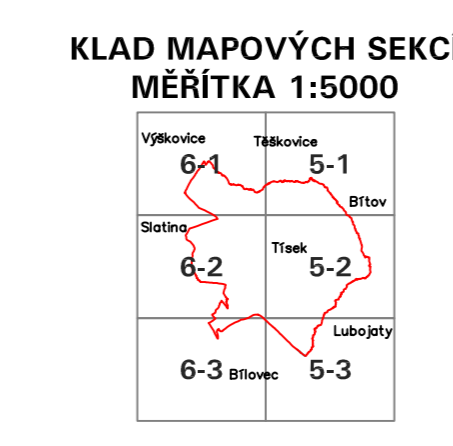 KLAD MAPOVÝCH SEKCÍ
MĚŘÍTKA 1:5000
Výškovice
Těškovice
6-1
5-1
Bítov
Slatina
Tísek
6-2
5-2
Lubojaty
6-3
Bílovec
5-3